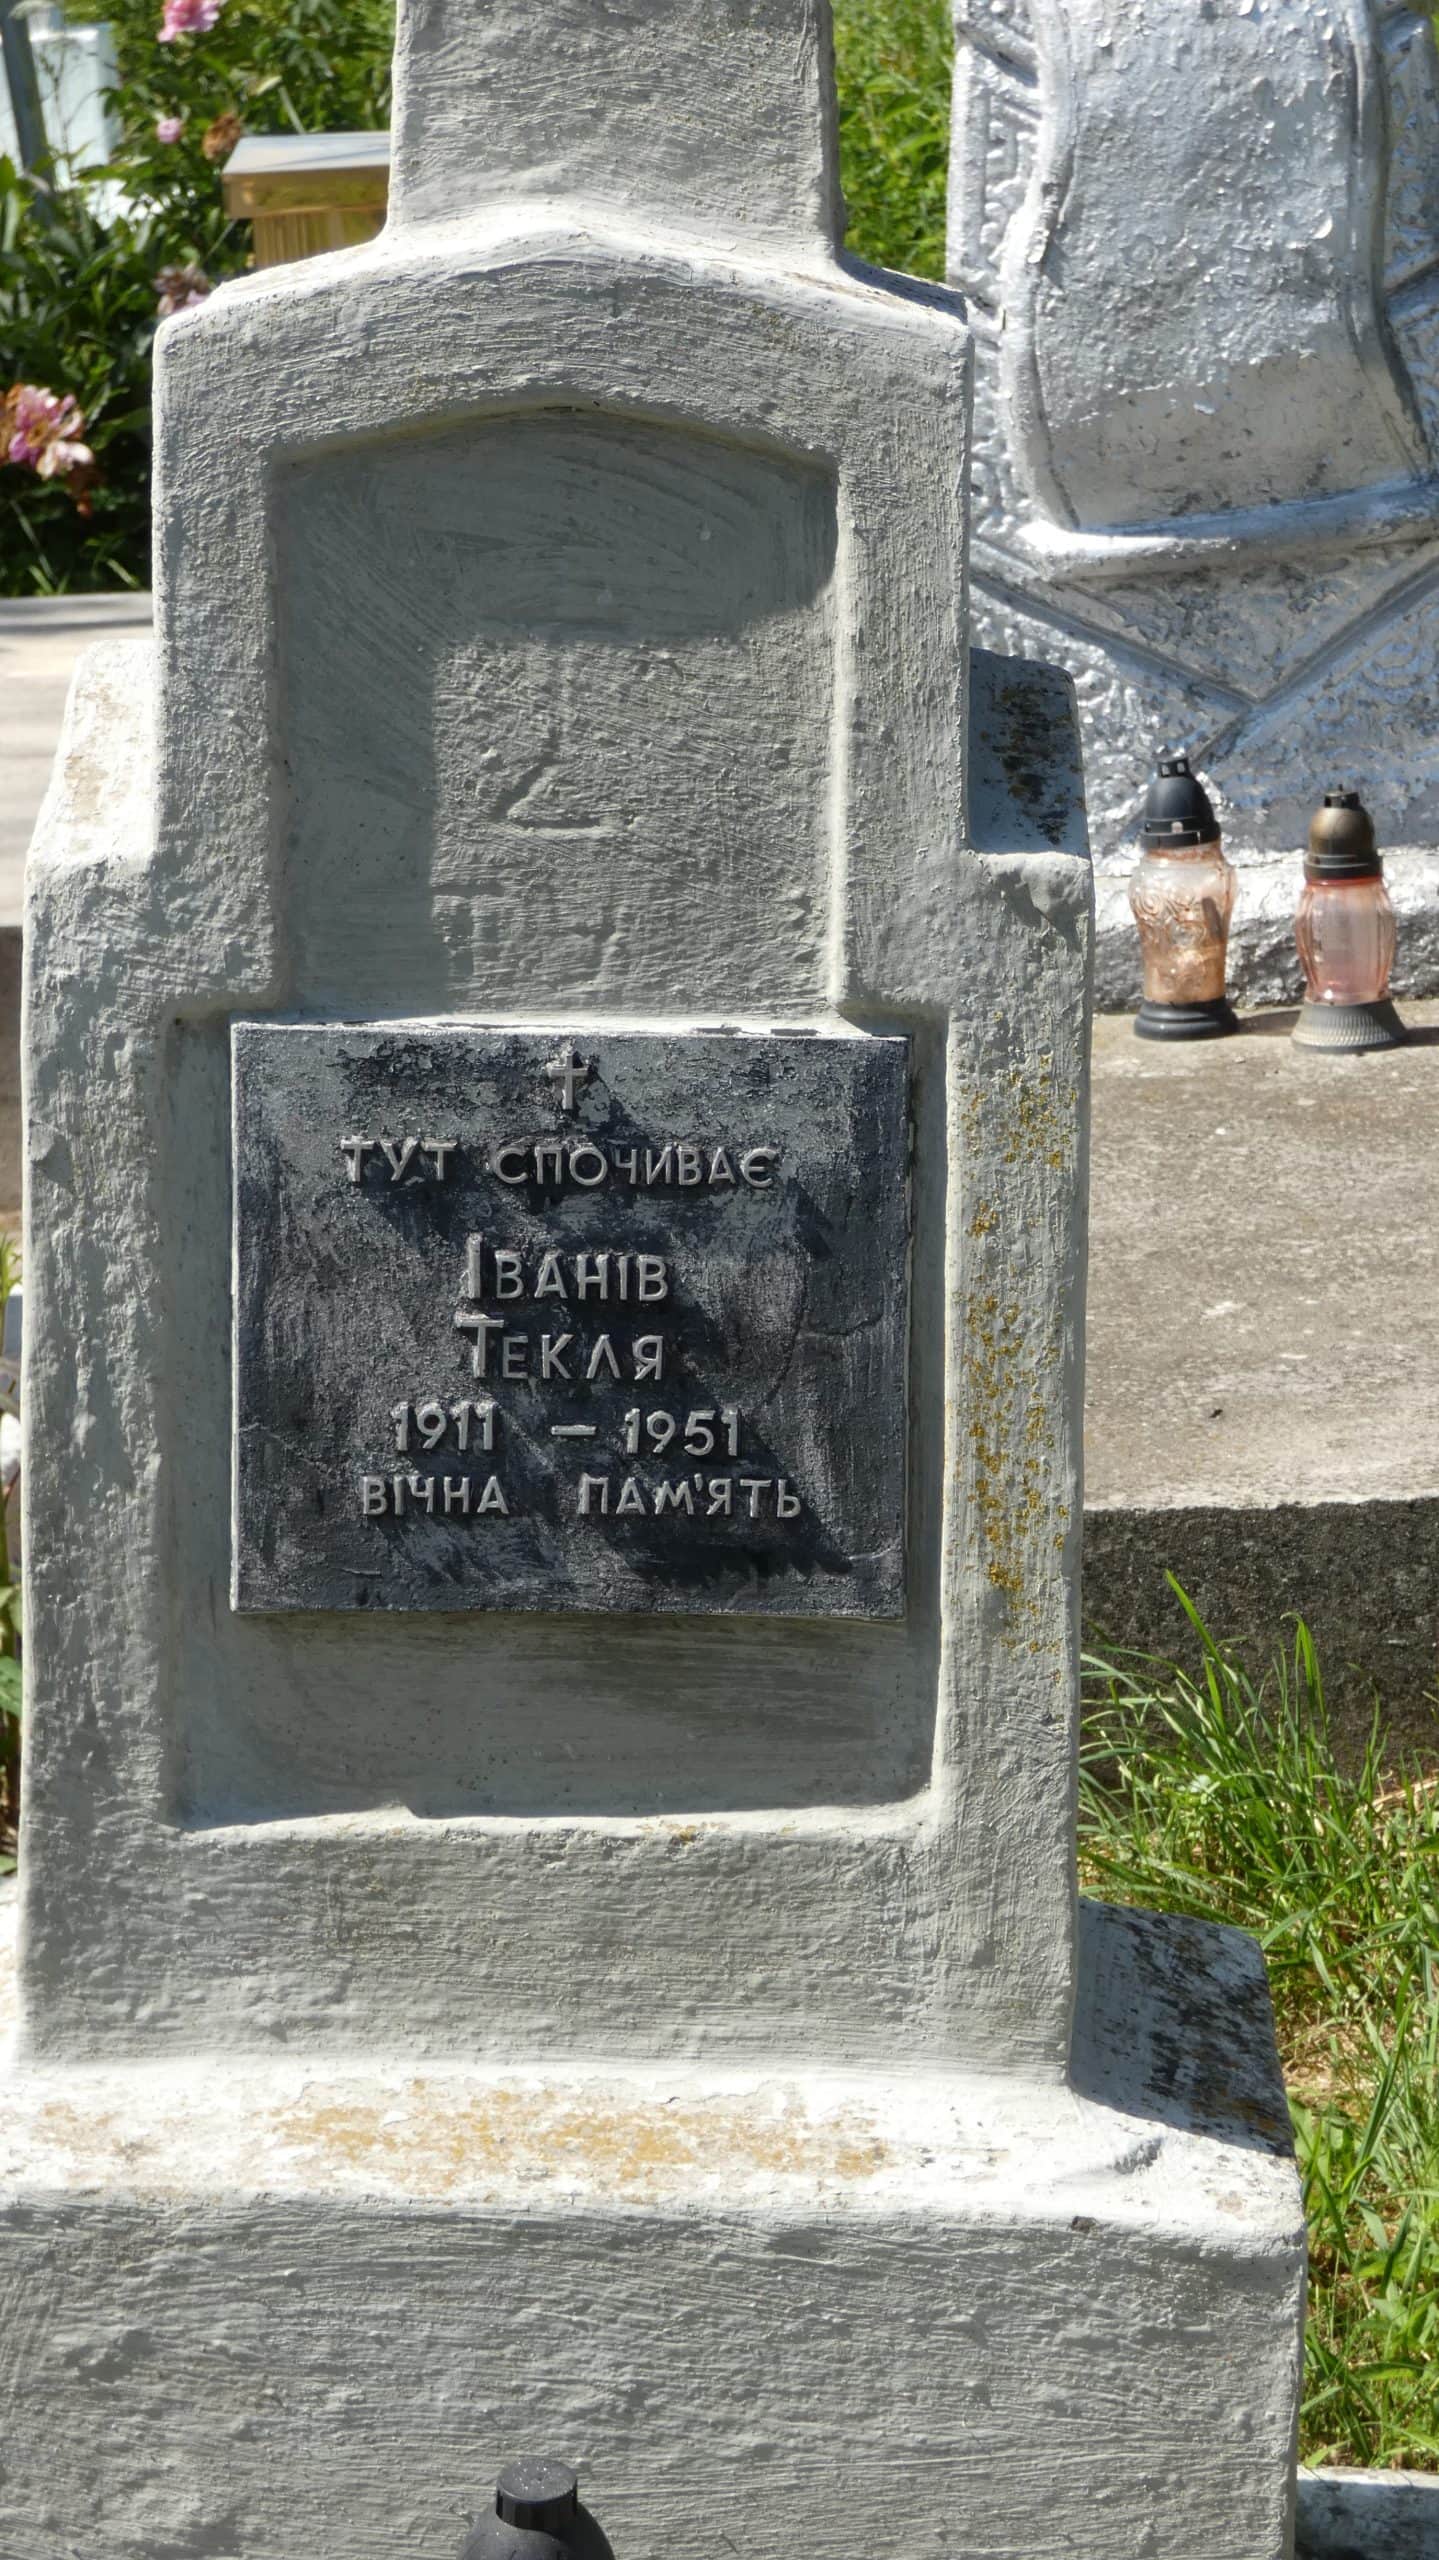 ТУТ СПОЧИВАЄ
ІВАНІВ
ТЕКЛЯ
1911 – 1951
ВІЧНА ПАМ'ЯТЬ